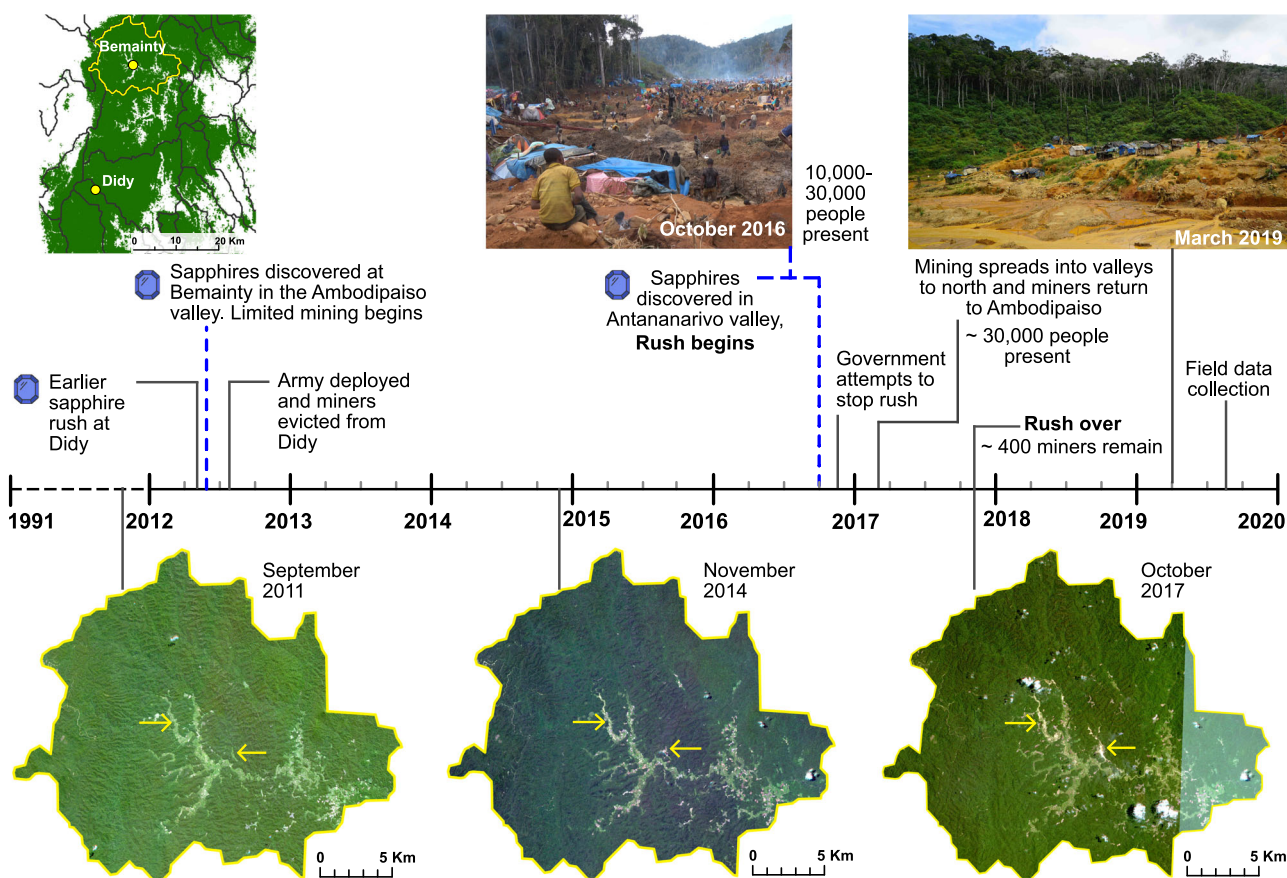 Bemainty
Didy
0 10 20 Km
October 2016
10,000-
30,000
people
present
March 2019
Sapphires discovered at
Bemainty in the Ambodipaiso
valley. Limited mining begins
Sapphires
discovered in
Antananarivo valley,
Rush begins
Mining spreads into valleys
to north and miners return
to Ambodipaiso
~ 30,000 people
present
Earlier
sapphire
rush at
Didy
Army deployed
and miners
evicted from
Didy
Government
attempts to
stop rush
Rush over
~ 400 miners remain
Field data
collection
1991 2012 2013 2014 2015 2016 2017 2018 2019 2020
September
2011
November
2014
October
2017
0 5 Km
0 5 Km
0 5 Km